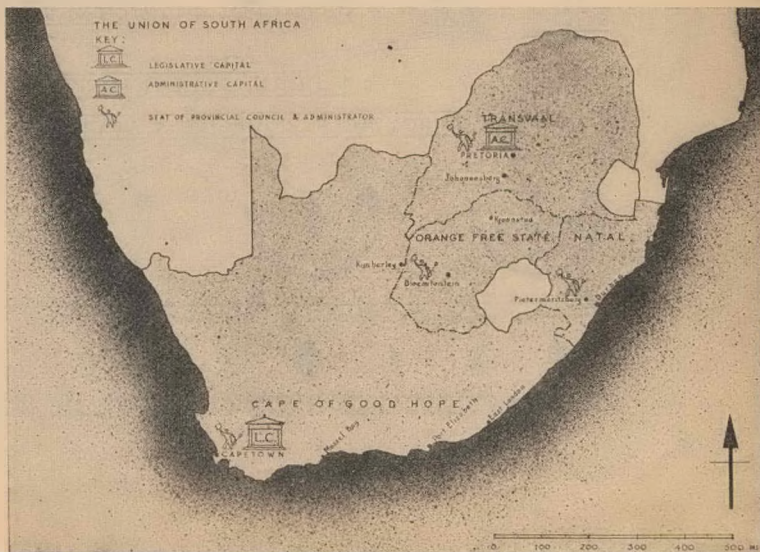 THE UNION OF SOUTH AFRICA
KEY:
L.C. LEGISLATIVE CAPITAL
A.C. ADMINISTRATIVE CAPITAL
SEAT OF PROVINCIAL COUNCIL & ADMINISTRATOR
TRANSVAAL
A.C.
PRETORIA
Johannesburg
Kroonstad
ORANGE FREE STATE
NATAL
Kimberley
Bloemfontein
Pietermaritzburg
Durban
CAPE OF GOOD HOPE
East London
Port Elizabeth
Mossel Bay
L.C.
CAPETOWN
0 100 200 300 400 500 MI